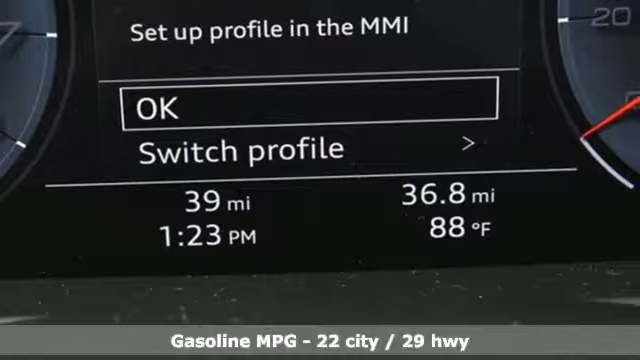 Set up profile in the MMI
20
OK
Switch profile >
39 mi 36.8 mi
1:23 PM 88 °F
Gasoline MPG - 22 city / 29 hwy